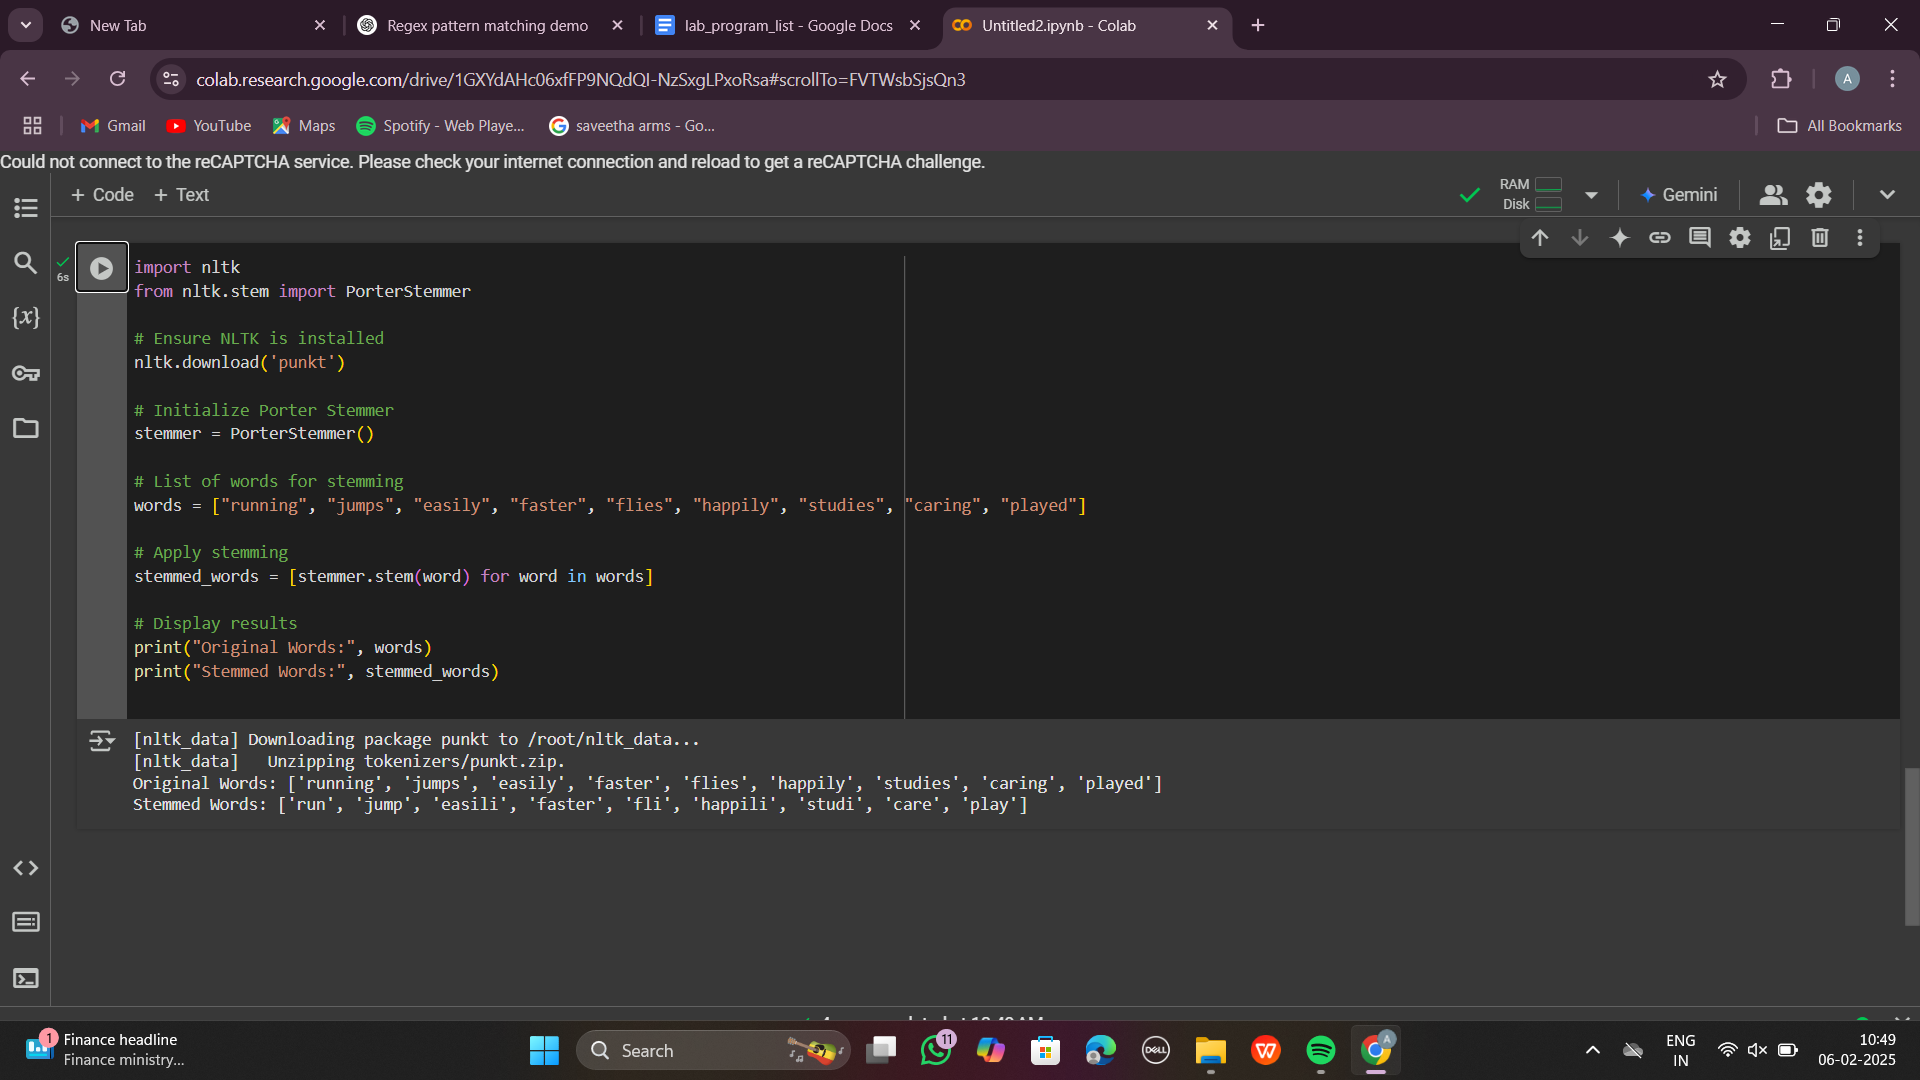 New Tab
Regex pattern matching demo
lab_program_list - Google Docs
Untitled2.ipynb - Colab
colab.research.google.com/drive/1GXYdAHc06xfFP9NQdQI-NzSxgLPxoRsa#scrollTo=FVTWsbSjsQn3
A
Gmail
YouTube
Maps
Spotify - Web Playe...
saveetha arms - Go...
All Bookmarks
Could not connect to the reCAPTCHA service. Please check your internet connection and reload to get a reCAPTCHA challenge.
+ Code + Text
RAM
Disk
Gemini
6s
{x}
import nltk
from nltk.stem import PorterStemmer
# Ensure NLTK is installed
nltk.download('punkt')
# Initialize Porter Stemmer
stemmer = PorterStemmer()
# List of words for stemming
words = ["running", "jumps", "easily", "faster", "flies", "happily", "studies", "caring", "played"]
# Apply stemming
stemmed_words = [stemmer.stem(word) for word in words]
# Display results
print("Original Words:", words)
print("Stemmed Words:", stemmed_words)
[nltk_data] Downloading package punkt to /root/nltk_data...
[nltk_data]   Unzipping tokenizers/punkt.zip.
Original Words: ['running', 'jumps', 'easily', 'faster', 'flies', 'happily', 'studies', 'caring', 'played']
Stemmed Words: ['run', 'jump', 'easili', 'faster', 'fli', 'happili', 'studi', 'care', 'play']
1
Finance headline
Finance ministry...
Search
11
DELL
W
A
ENG
IN
10:49
06-02-2025